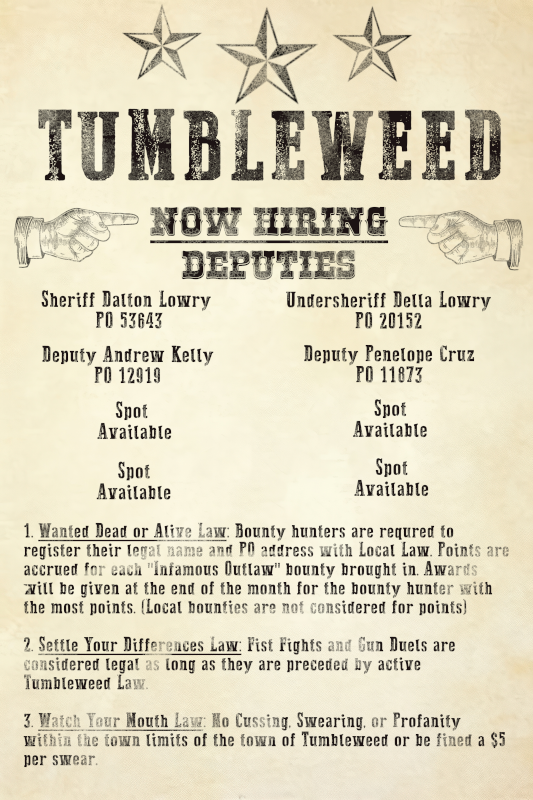 TUMBLEWEED
NOW HIRING
DEPUTIES
Sheriff Dalton Lowry
PO 53643
Undersheriff Della Lowry
PO 20152
Deputy Andrew Kelly
PO 12919
Deputy Penelope Cruz
PO 11873
Spot
Available
Spot
Available
Spot
Available
Spot
Available
1. Wanted Dead or Alive Law: Bounty hunters are requred to
register their legal name and PO address with Local Law. Points are
accrued for each "Infamous Outlaw" bounty brought in. Awards
will be given at the end of the month for the bounty hunter with
the most points. (Local bounties are not considered for points)
2. Settle Your Differences Law: Fist Fights and Gun Duels are
considered legal as long as they are preceded by active
Tumbleweed Law.
3. Watch Your Mouth Law: No Cussing, Swearing, or Profanity
within the town limits of the town of Tumbleweed or be fined a $5
per swear.